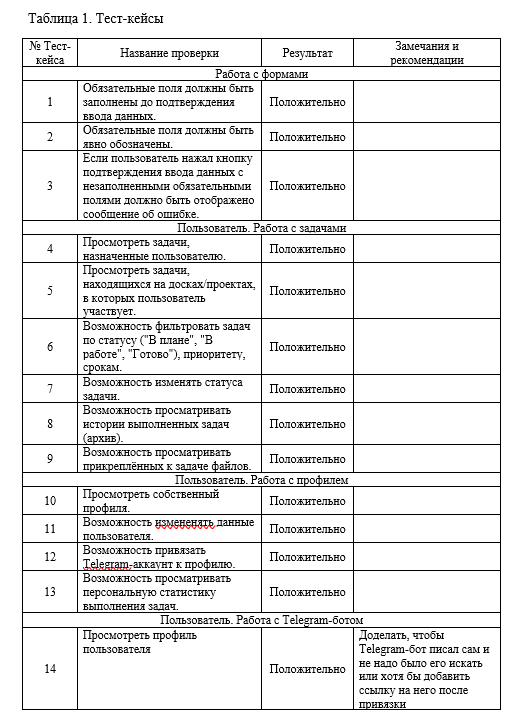 Таблица 1. Тест-кейсы
№ Тест-
кейса
Название проверки
Результат
Замечания и
рекомендации
Работа с формами
1
Обязательные поля должны быть
заполнены до подтверждения
ввода данных.
Положительно
2
Обязательные поля должны быть
явно обозначены.
Положительно
3
Если пользователь нажал кнопку
подтверждения ввода данных с
незаполненными обязательными
полями должно быть отображено
сообщение об ошибке.
Положительно
Пользователь. Работа с задачами
4
Просмотреть задачи,
назначенные пользователю.
Положительно
5
Просмотреть задачи,
находящихся на досках/проектах,
в которых пользователь
участвует.
Положительно
6
Возможность фильтровать задач
по статусу ("В плане", "В
работе", "Готово"), приоритету,
срокам.
Положительно
7
Возможность изменять статуса
задачи.
Положительно
8
Возможность просматривать
истории выполненных задач
(архив).
Положительно
9
Возможность просматривать
прикреплённых к задаче файлов.
Положительно
Пользователь. Работа с профилем
10
Просмотреть собственный
профиля.
Положительно
11
Возможность измененять данные
пользователя.
Положительно
12
Возможность привязать
Telegram-аккаунт к профилю.
Положительно
13
Возможность просматривать
персональную статистику
выполнения задач.
Положительно
Пользователь. Работа с Telegram-ботом
14
Просмотреть профиль
пользователя
Положительно
Доделать, чтобы
Telegram-бот писал сам и
не надо было его искать
или хотя бы добавить
ссылку на него после
привязки